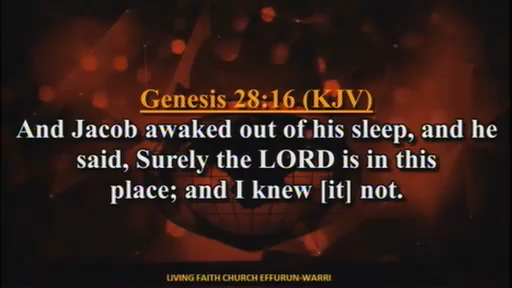 Genesis 28:16 (KJV)
And Jacob awaked out of his sleep, and he
said, Surely the LORD is in this
place; and I knew [it] not.
LIVING FAITH CHURCH EFFURUN-WARRI